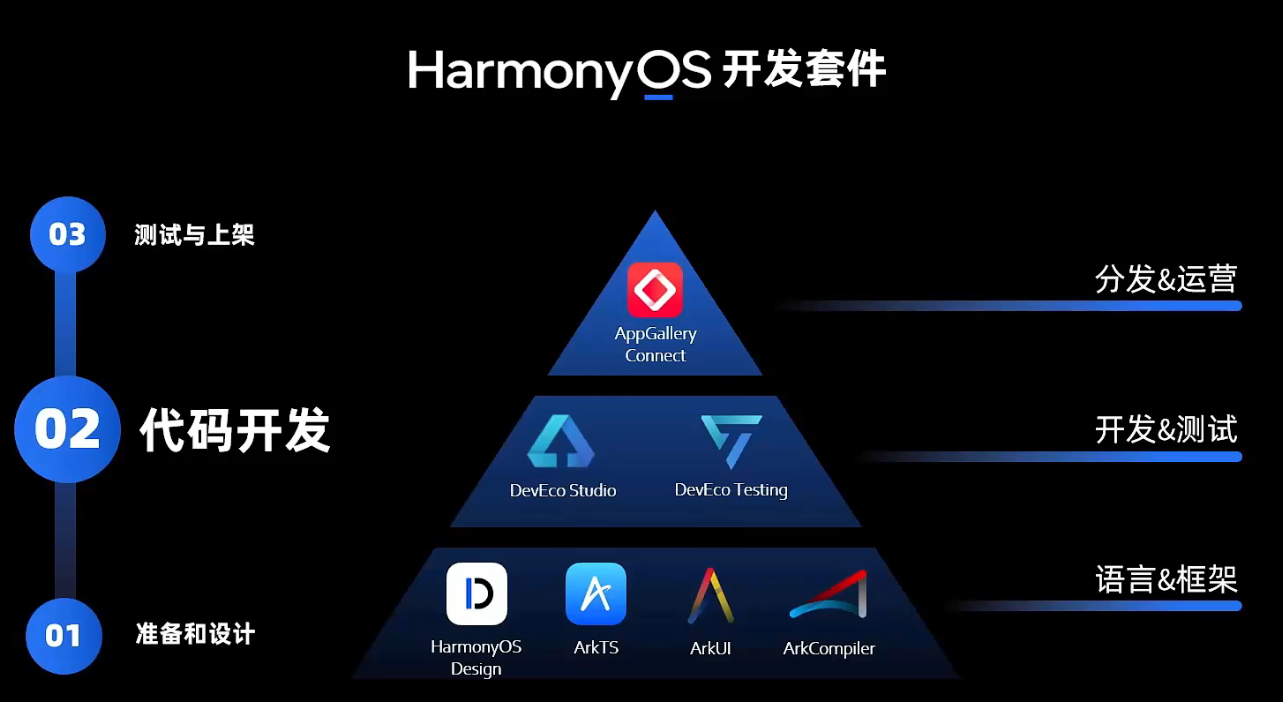 HarmonyOS 开发套件
03
测试与上架
02
代码开发
01
准备和设计
AppGallery
Connect
DevEco Studio
DevEco Testing
HarmonyOS
Design
ArkTS
ArkUI
ArkCompiler
分发&运营
开发&测试
语言&框架